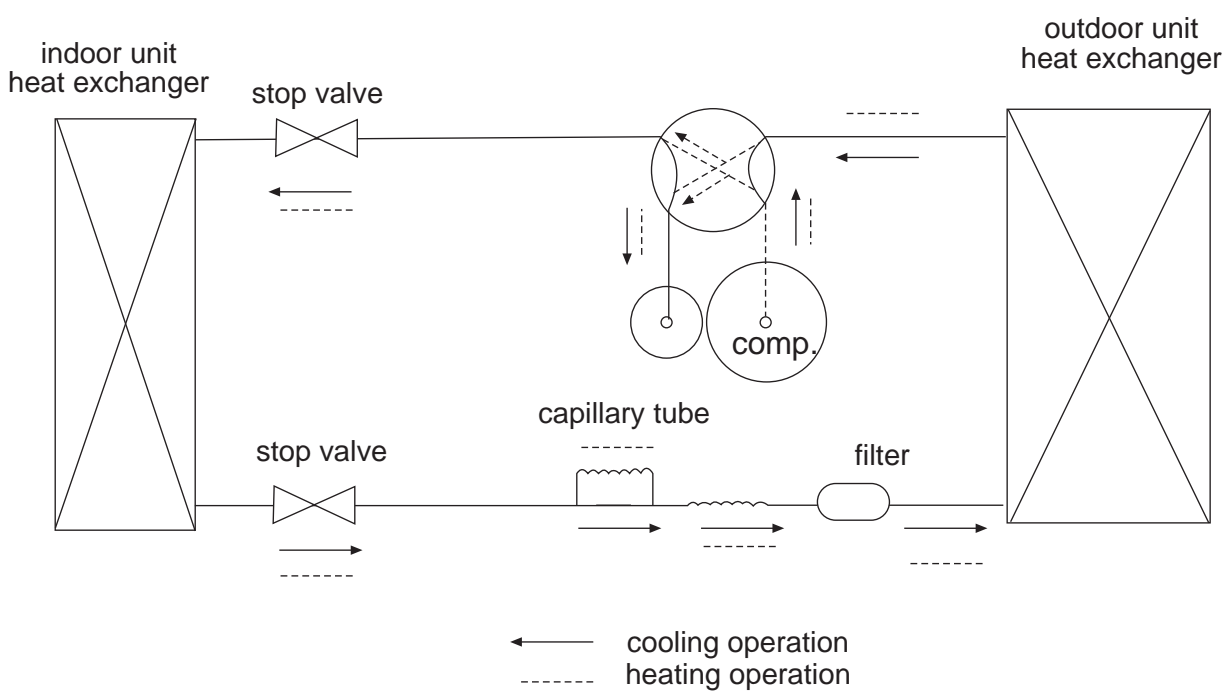 indoor unit
heat exchanger
outdoor unit
heat exchanger
stop valve
comp.
capillary tube
stop valve
filter
cooling operation
heating operation